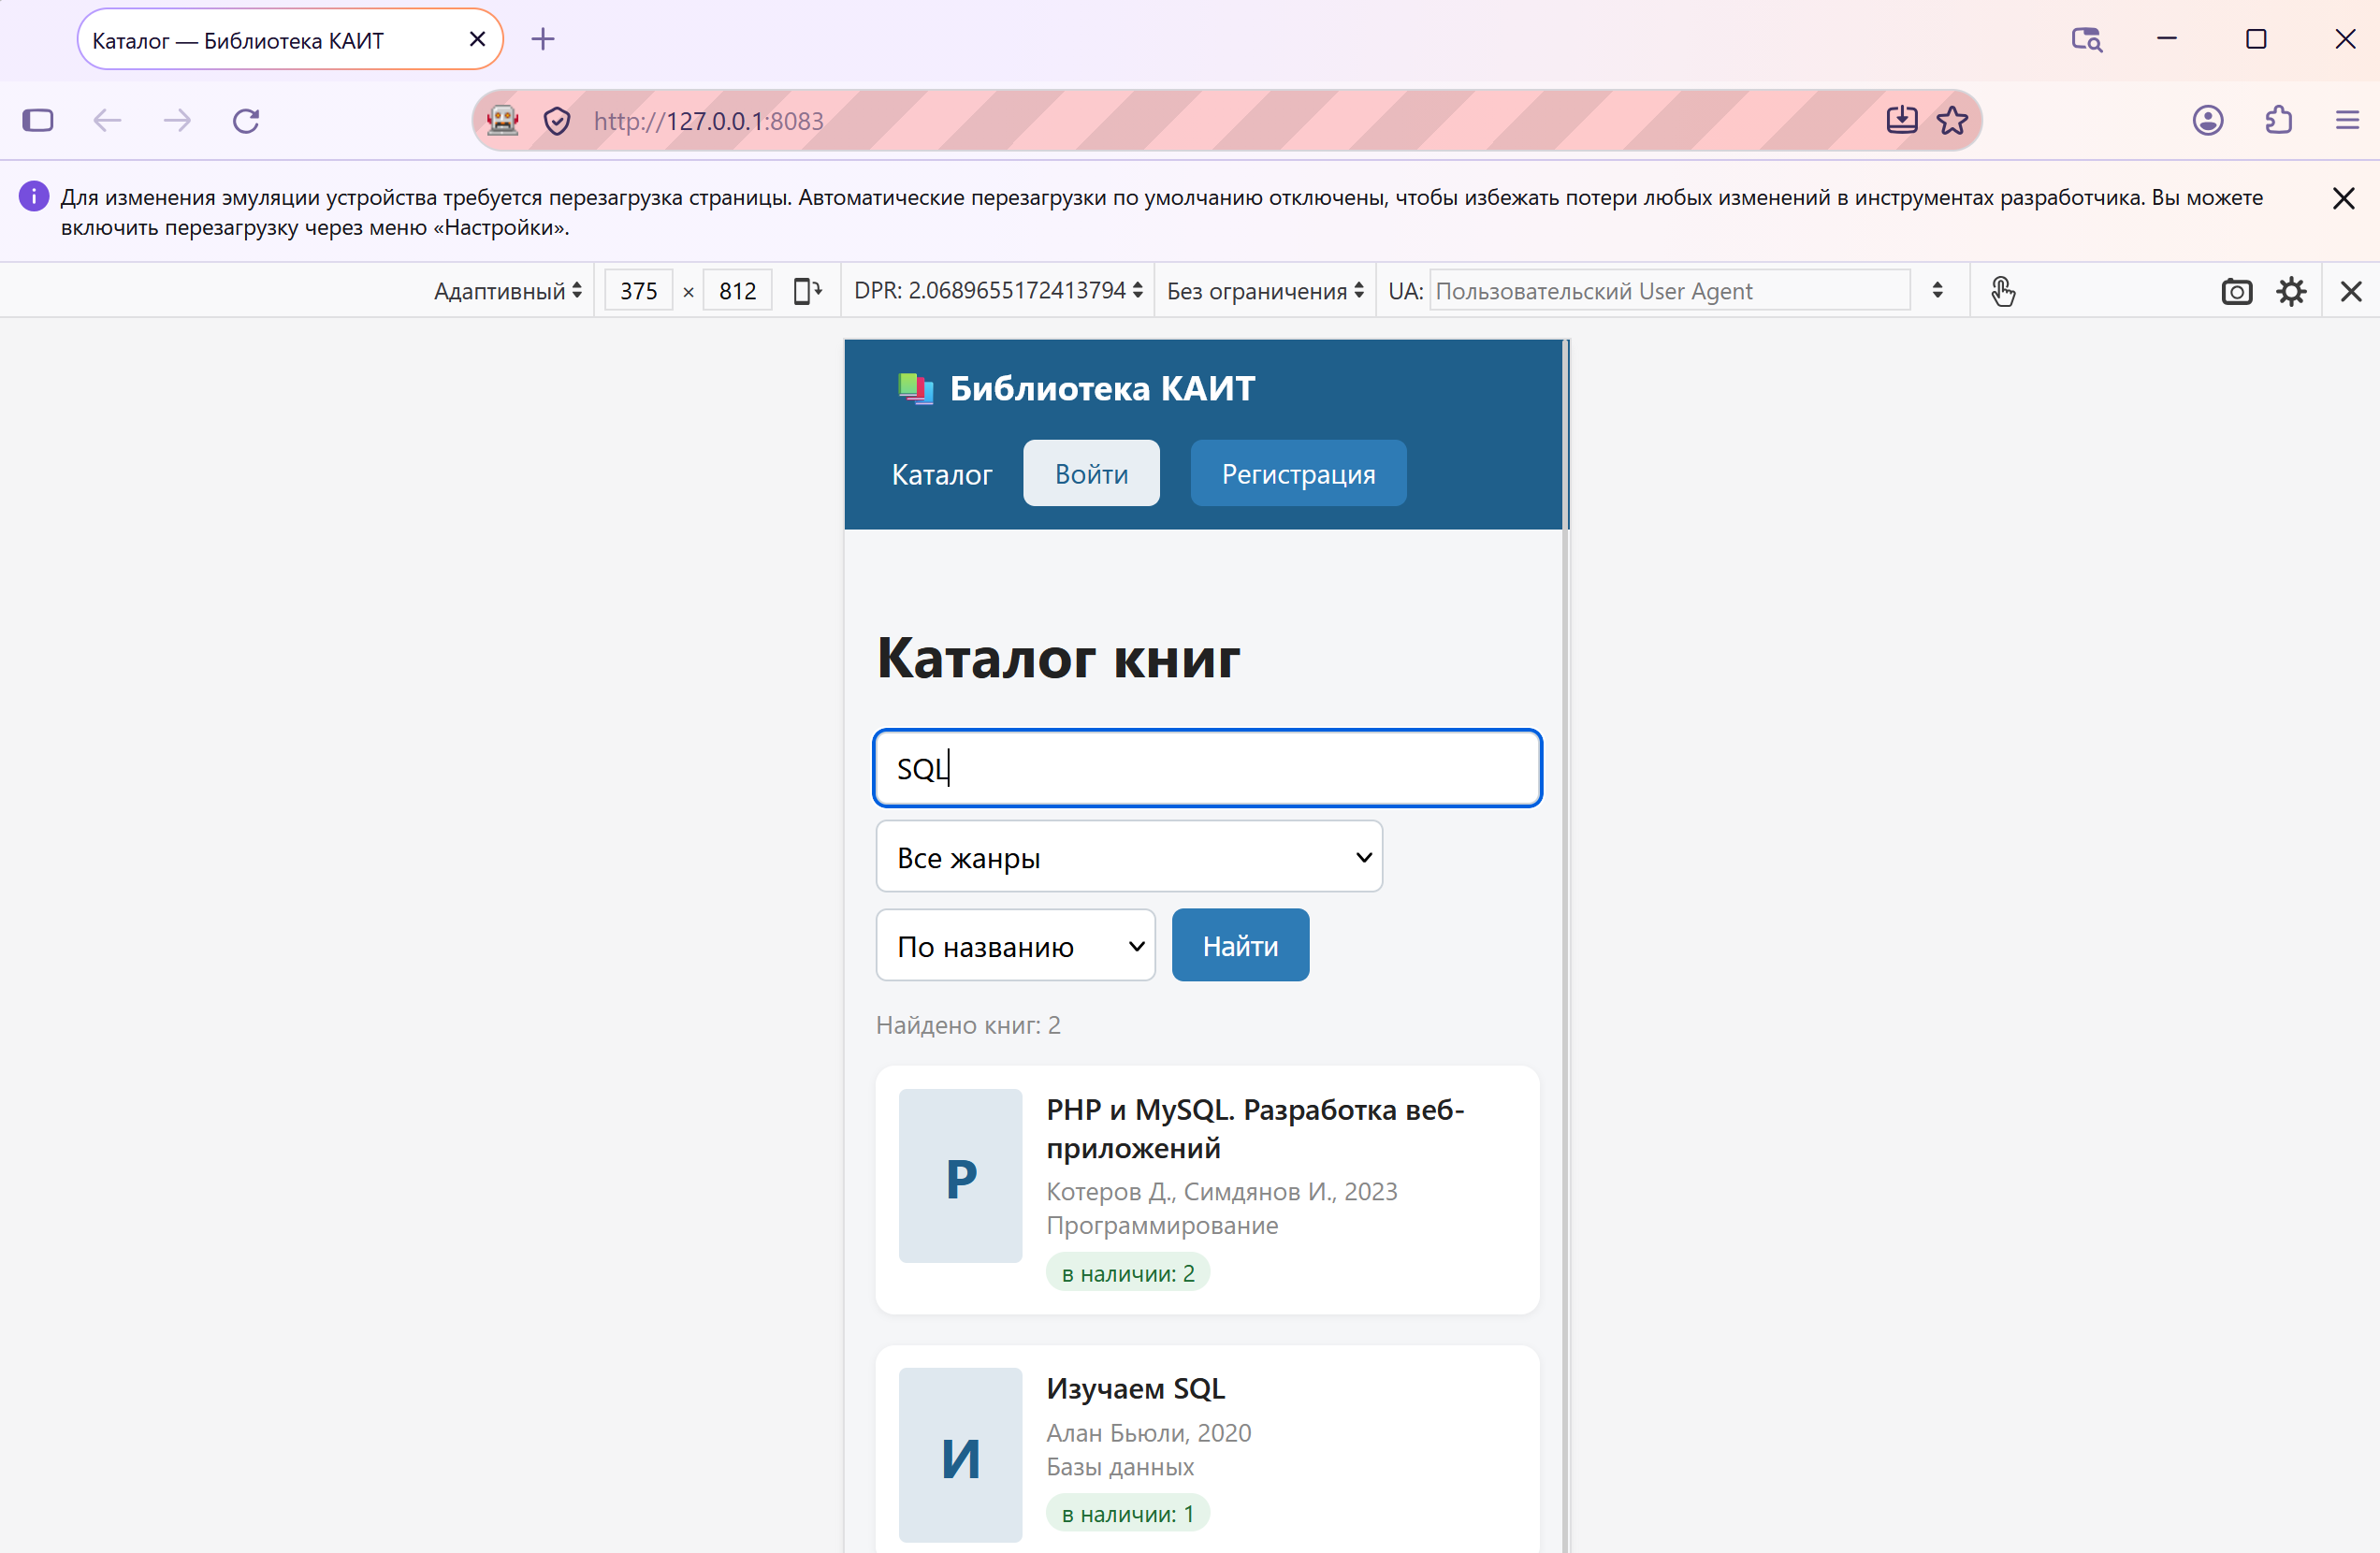 Каталог — Библиотека КАИТ
http://127.0.0.1:8083
Для изменения эмуляции устройства требуется перезагрузка страницы. Автоматические перезагрузки по умолчанию отключены, чтобы избежать потери любых изменений в инструментах разработчика. Вы можете
включить перезагрузку через меню «Настройки».
Адаптивный 375 × 812 DPR: 2.0689655172413794 Без ограничения UA: Пользовательский User Agent
Библиотека КАИТ
Каталог Войти Регистрация
Каталог книг
SQL
Все жанры
По названию Найти
Найдено книг: 2
P
PHP и MySQL. Разработка веб-
приложений
Котеров Д., Симдянов И., 2023
Программирование
в наличии: 2
И
Изучаем SQL
Алан Бьюли, 2020
Базы данных
в наличии: 1